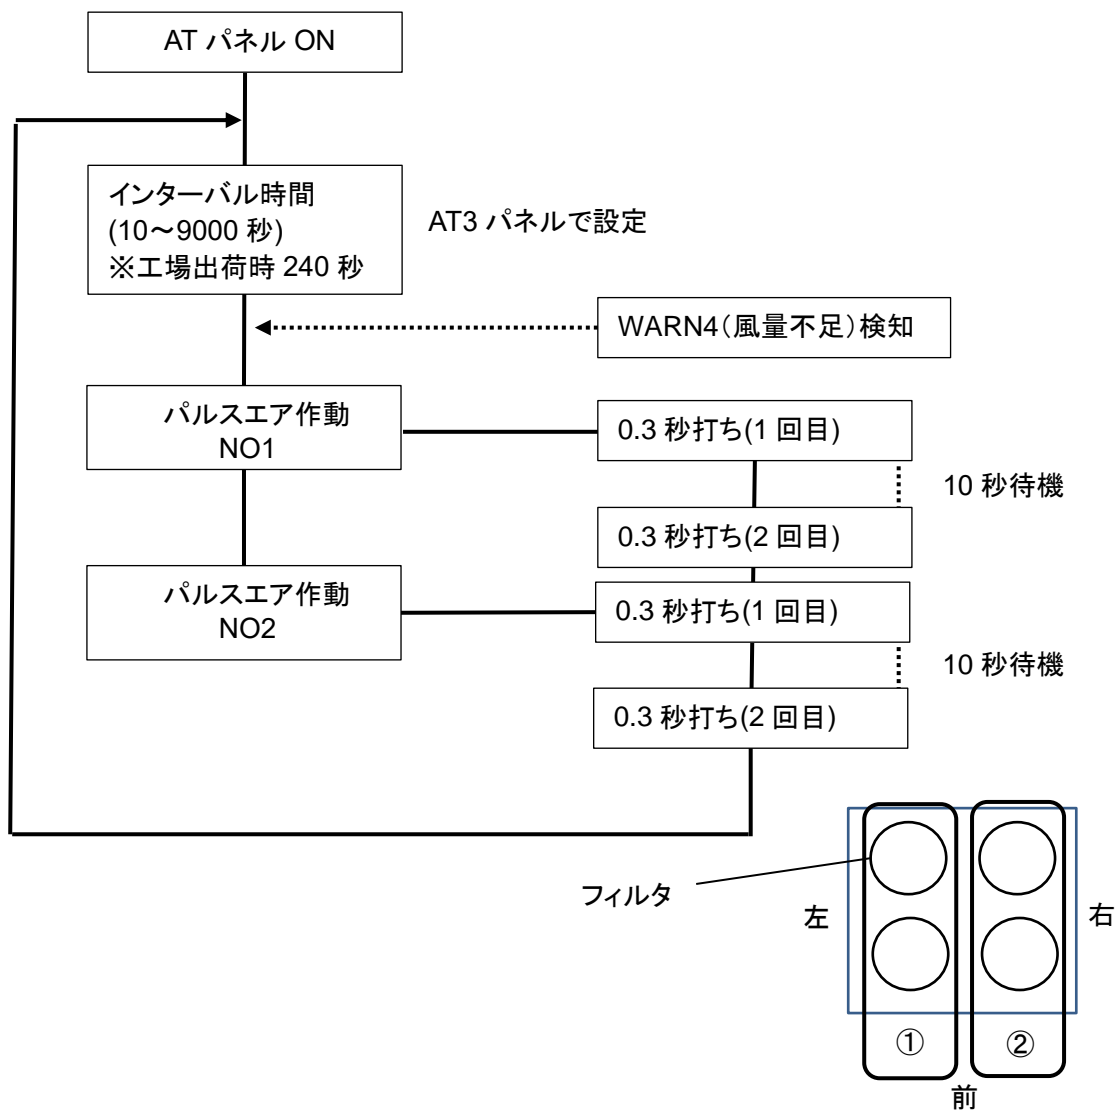 AT パネル ON
インターバル時間
(10～9000 秒)
※工場出荷時 240 秒
AT3 パネルで設定
WARN4（風量不足）検知
パルスエア作動
NO1
0.3 秒打ち(1 回目)
10 秒待機
0.3 秒打ち(2 回目)
パルスエア作動
NO2
0.3 秒打ち(1 回目)
10 秒待機
0.3 秒打ち(2 回目)
フィルタ
左
右
①
②
前